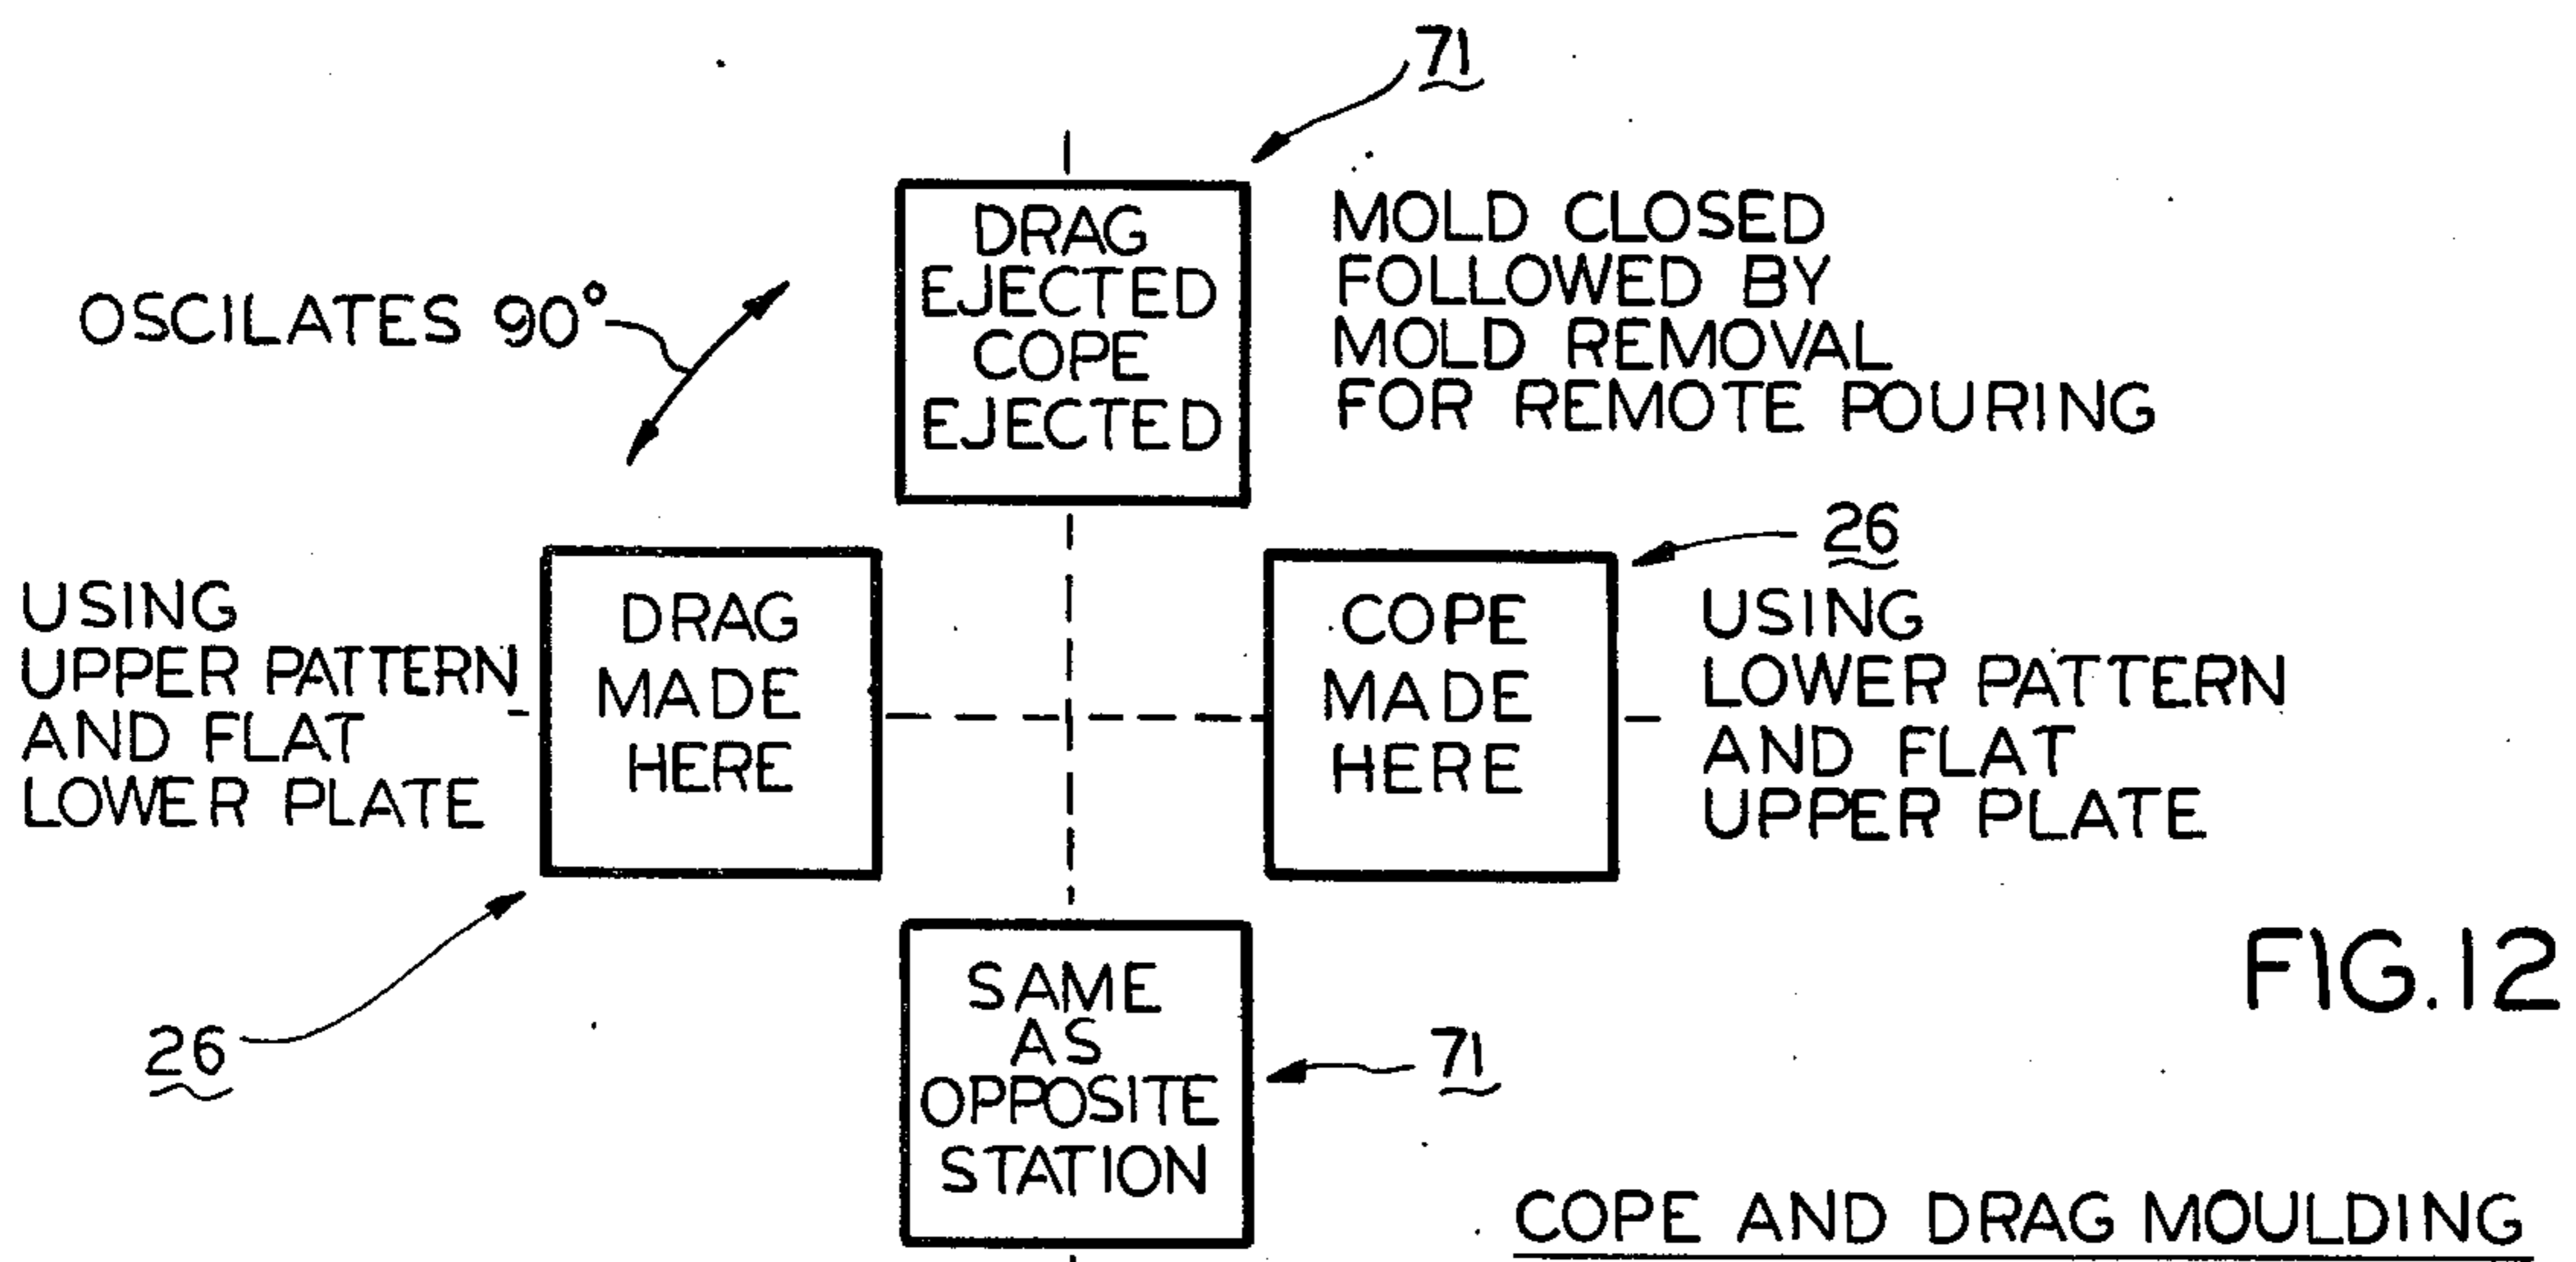 71
DRAG
EJECTED
COPE
EJECTED
MOLD CLOSED
FOLLOWED BY
MOLD REMOVAL
FOR REMOTE POURING
OSCILATES 90°
USING
UPPER PATTERN
AND FLAT
LOWER PLATE
DRAG
MADE
HERE
COPE
MADE
HERE
26
USING
LOWER PATTERN
AND FLAT
UPPER PLATE
26
SAME
AS
OPPOSITE
STATION
71
FIG.12
COPE AND DRAG MOULDING